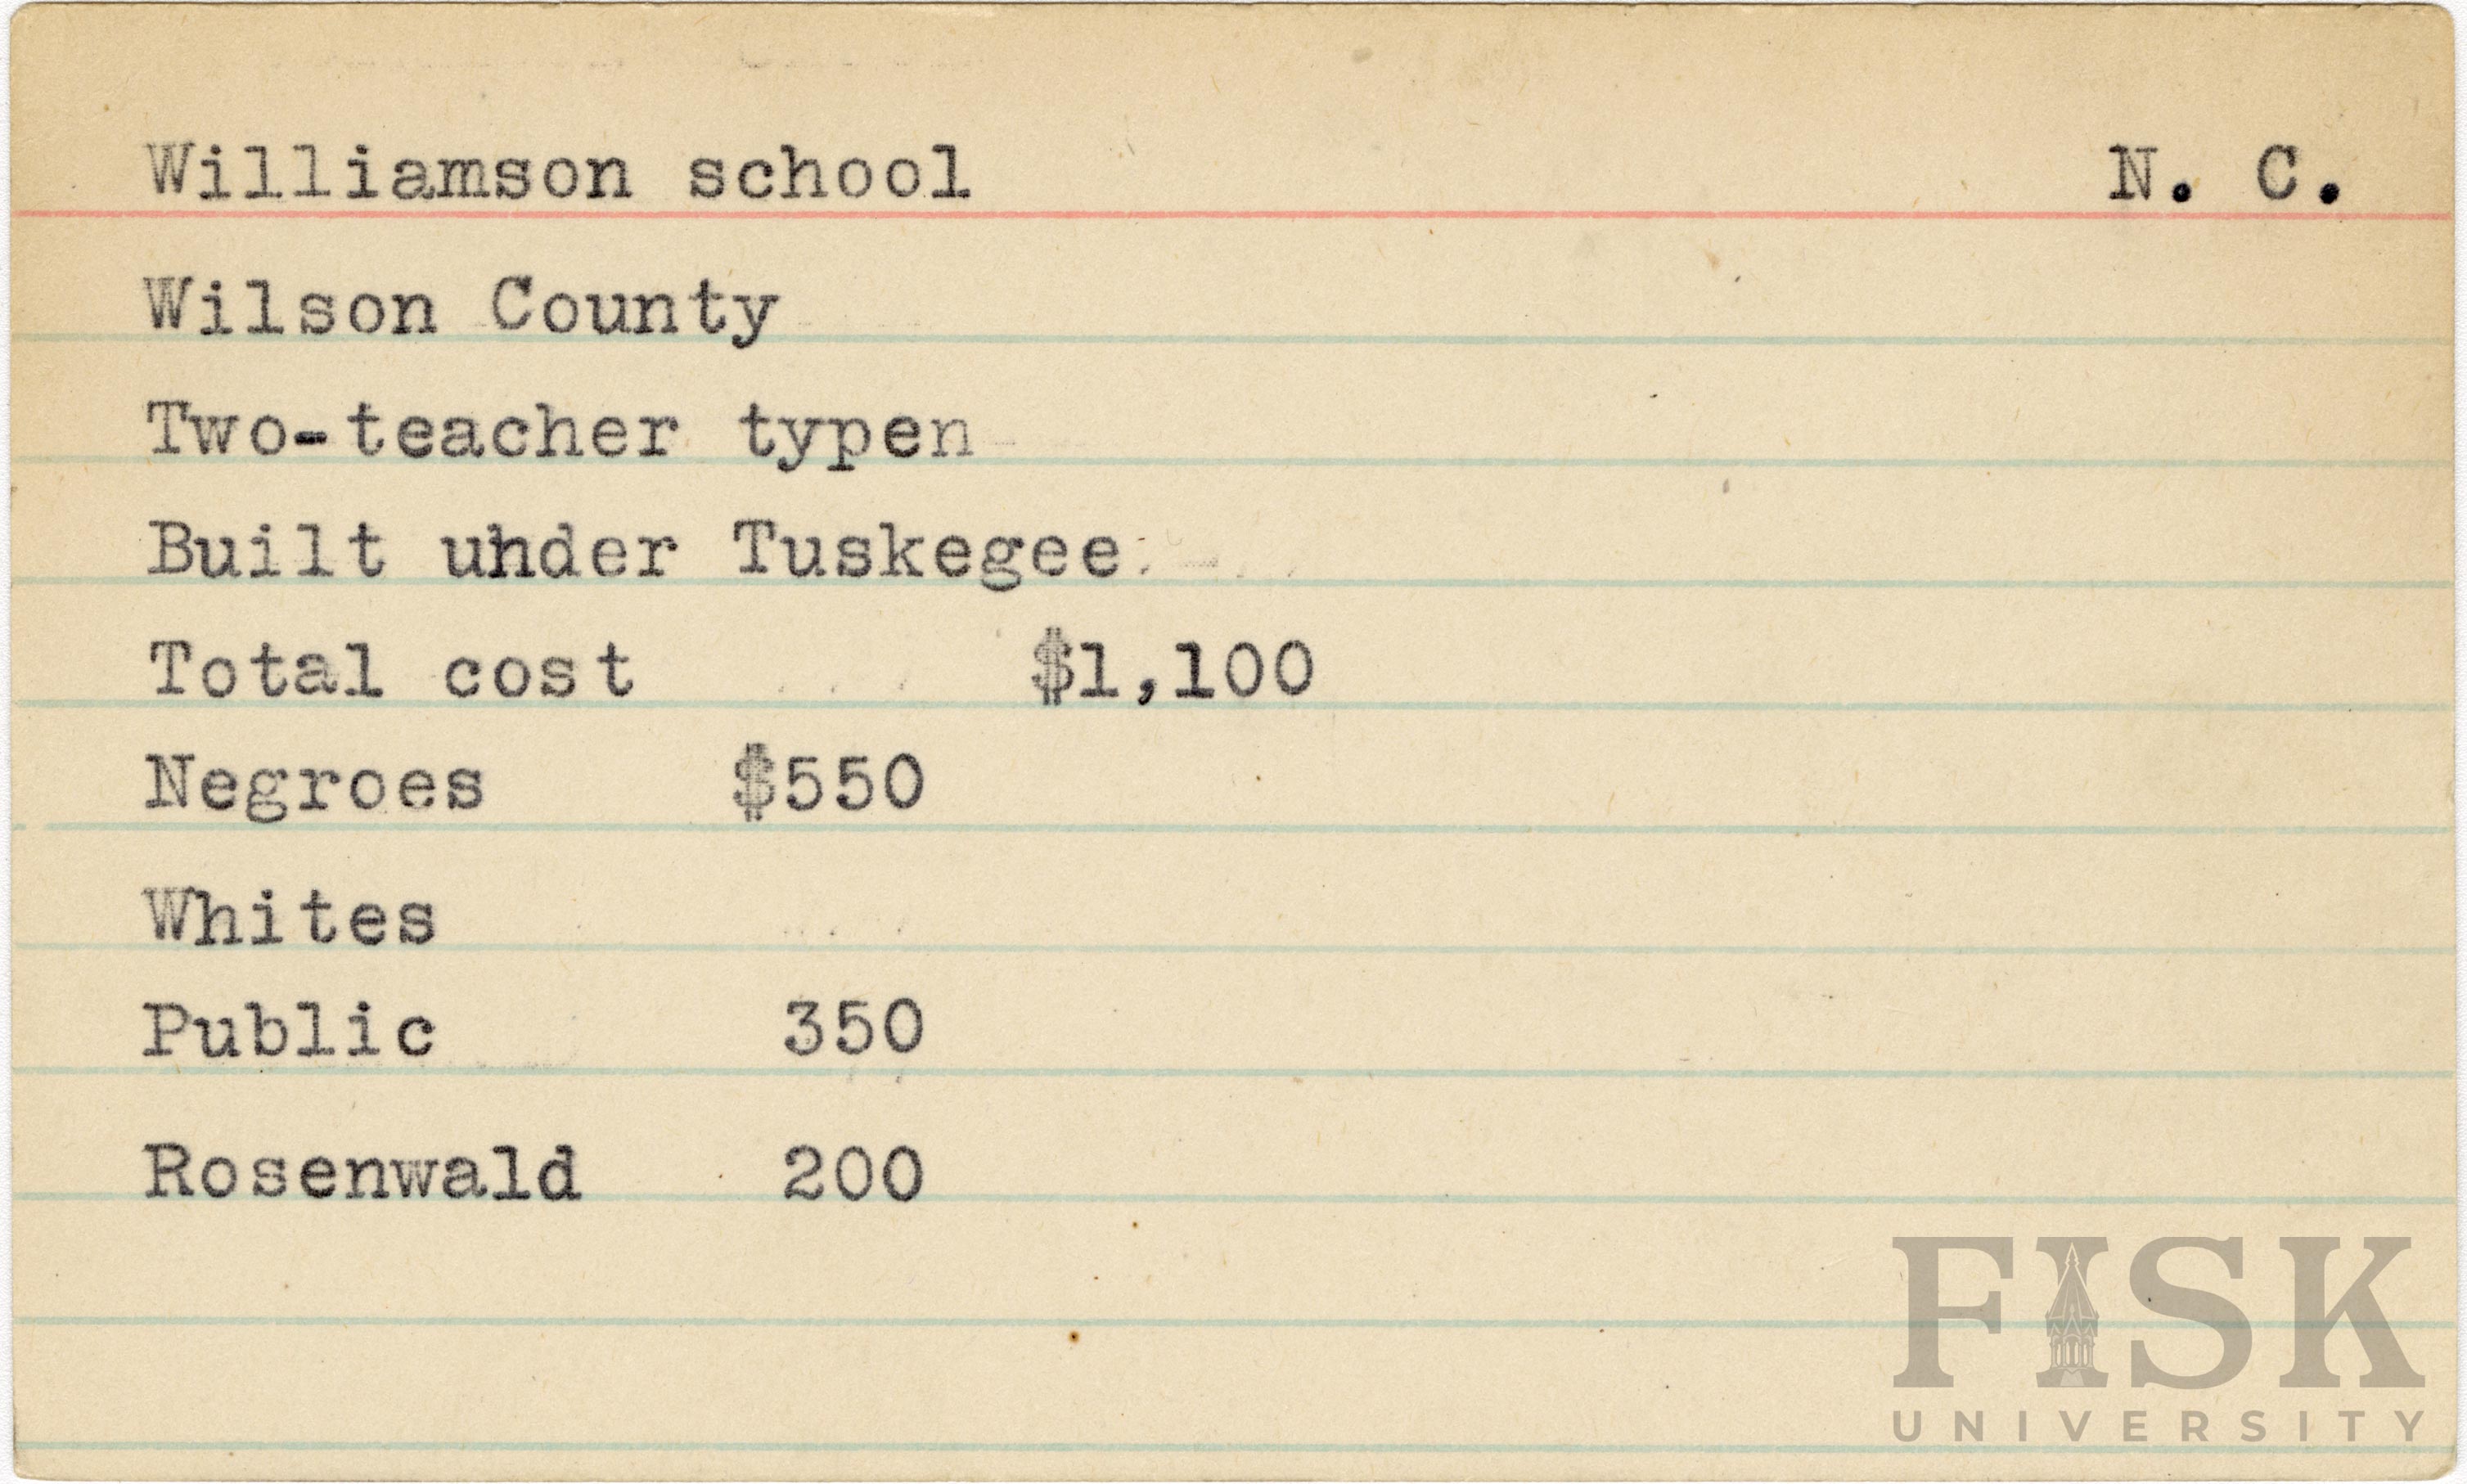 Williamson school N. C.
Wilson County
Two-teacher typen
Built under Tuskegee
Total cost $1,100
Negroes $550
Whites
Public 350
Rosenwald 200
FISK
UNIVERSITY